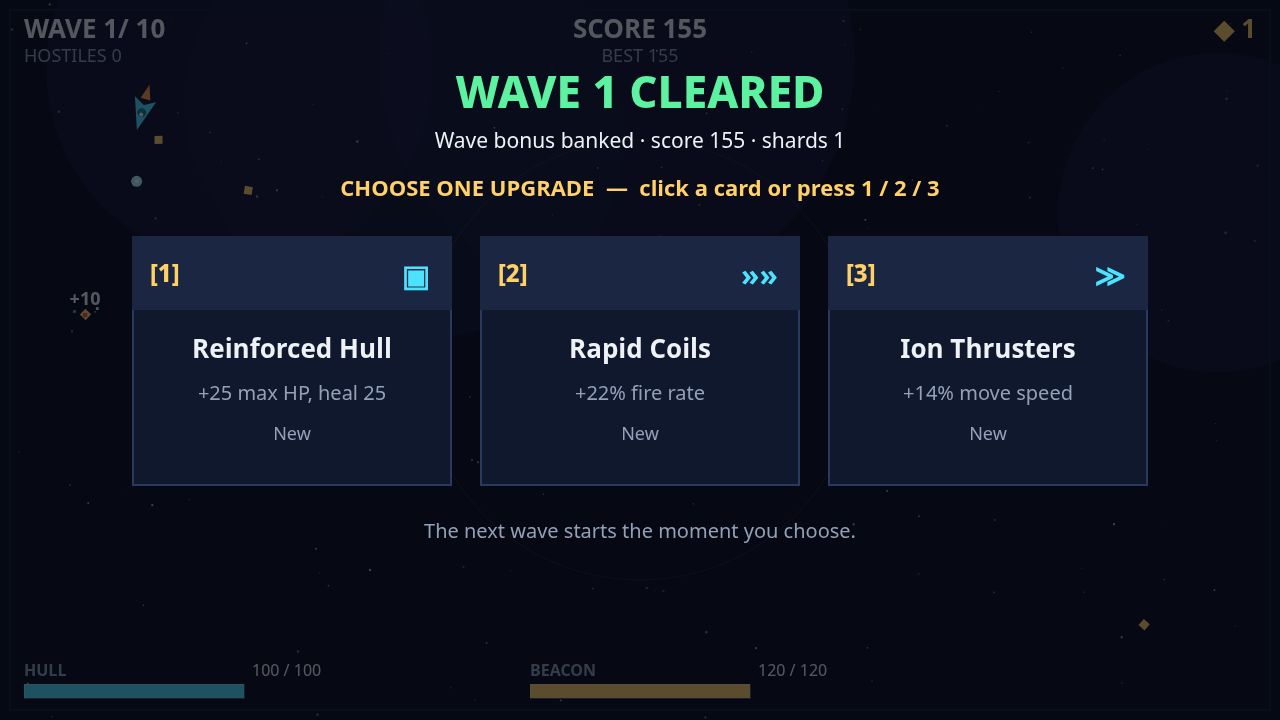 WAVE 1/ 10
SCORE 155
◆ 1
HOSTILES 0
BEST 155
WAVE 1 CLEARED
Wave bonus banked · score 155 · shards 1
CHOOSE ONE UPGRADE — click a card or press 1 / 2 / 3
[1]
[2]
»»
[3]
≫
Reinforced Hull
Rapid Coils
Ion Thrusters
+25 max HP, heal 25
+22% fire rate
+14% move speed
New
New
New
+10
The next wave starts the moment you choose.
HULL
100 / 100
BEACON
120 / 120